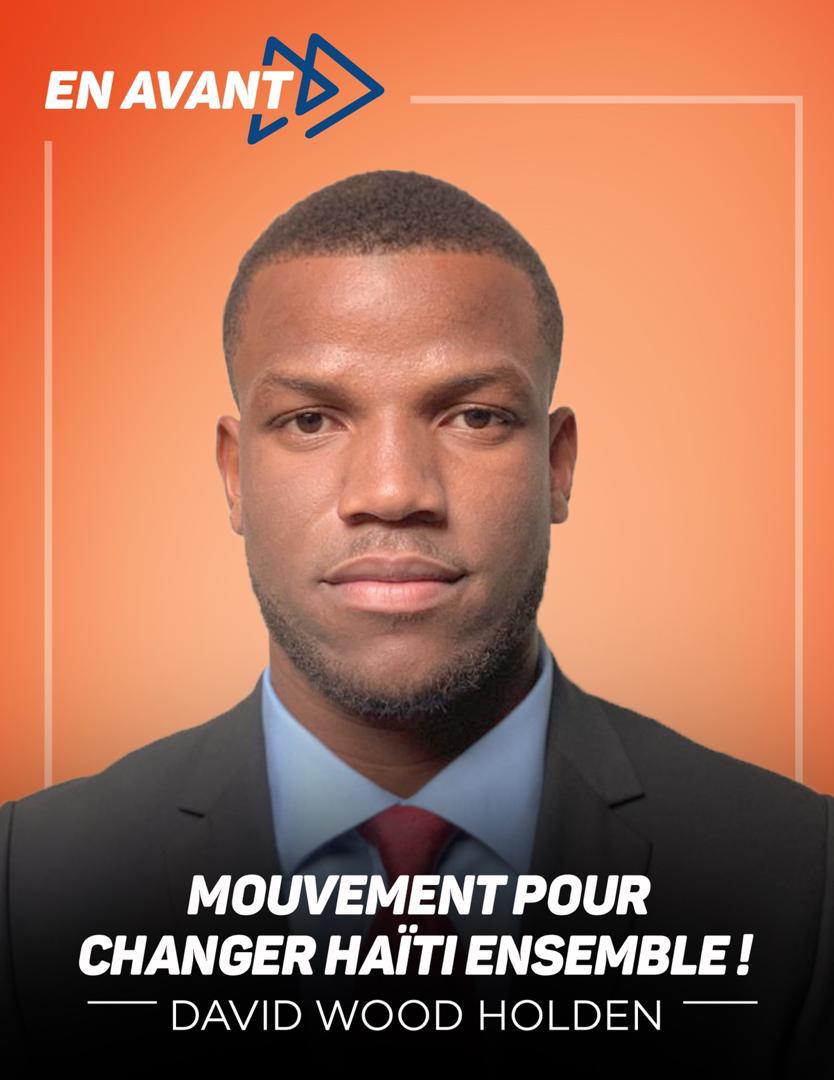 EN AVANT
MOUVEMENT POUR
CHANGER HAÏTI ENSEMBLE !
DAVID WOOD HOLDEN